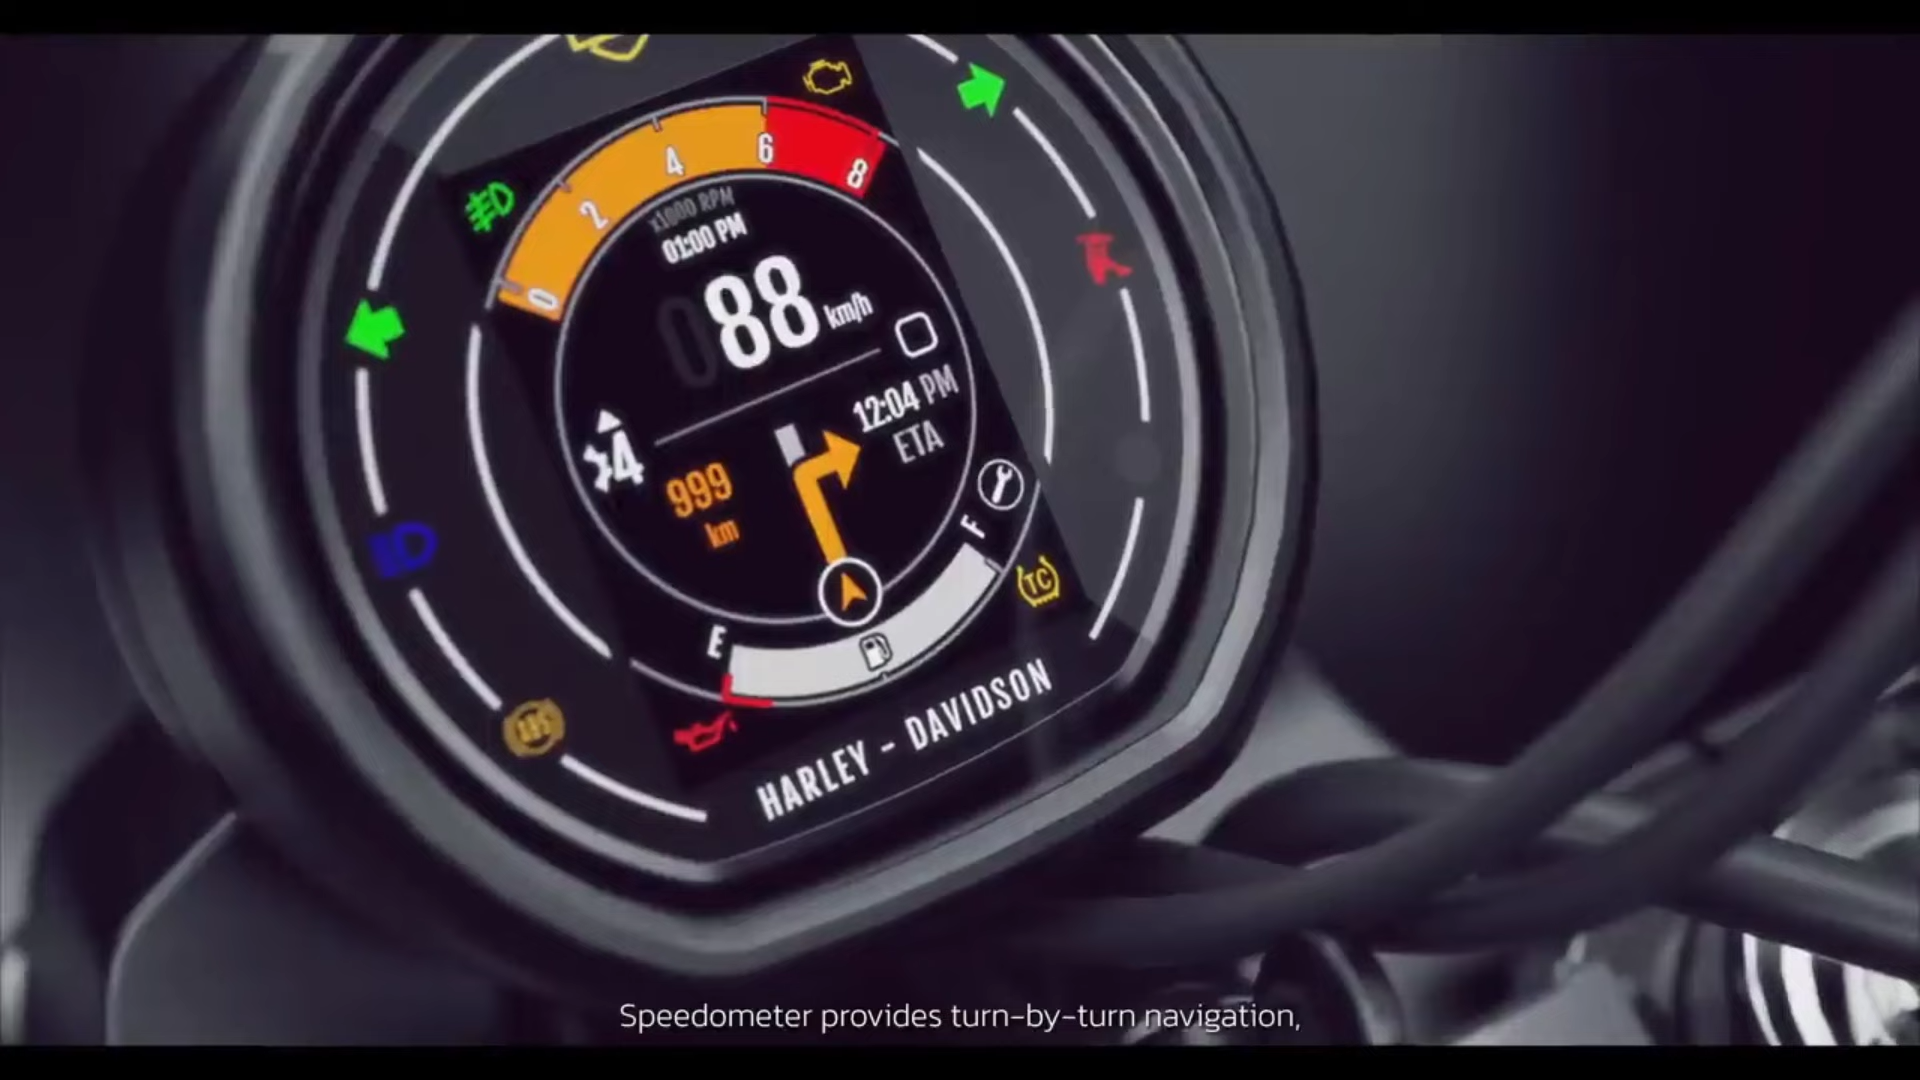 2
4
6
8
0
x1000 RPM
01:00 PM
088 km/h
4
12:04 PM
ETA
999
km
F
TC
E
HARLEY - DAVIDSON
Speedometer provides turn-by-turn navigation,